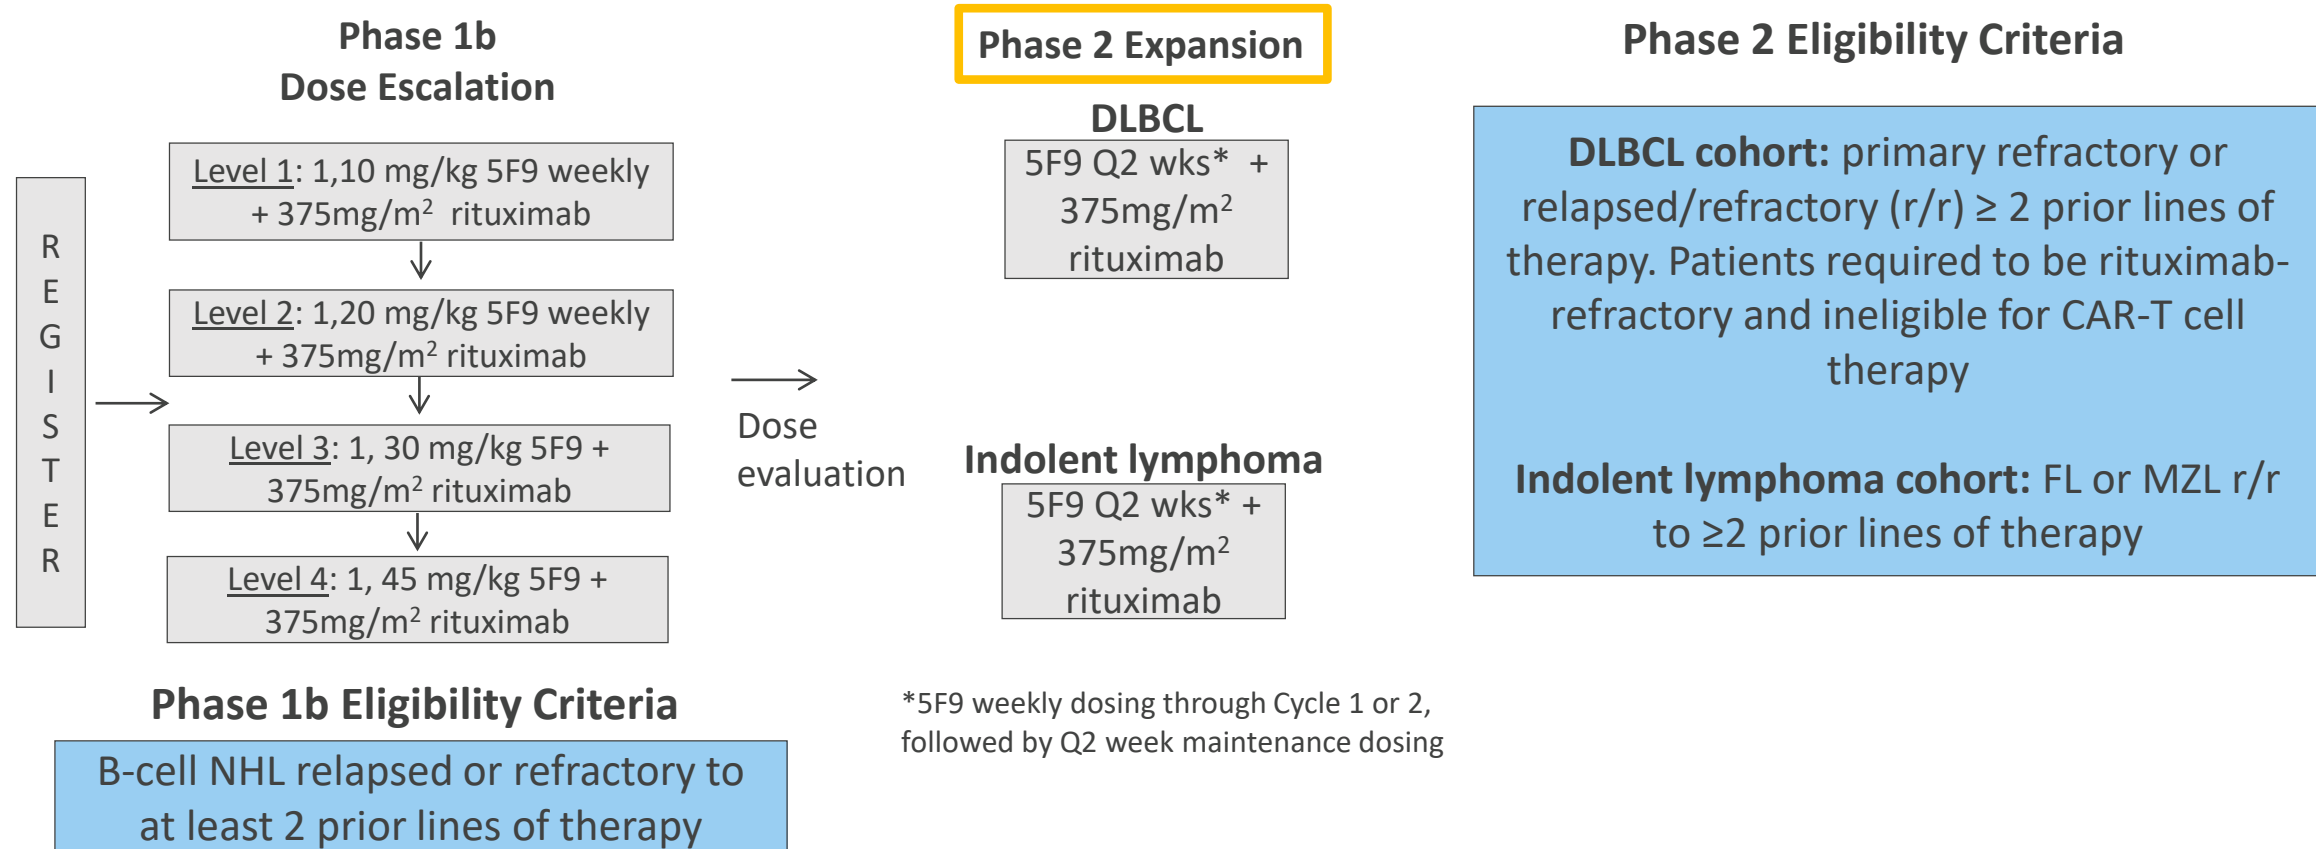 Phase 1b
Dose Escalation
REGISTER
Level 1: 1,10 mg/kg 5F9 weekly
+ 375mg/m² rituximab
Level 2: 1,20 mg/kg 5F9 weekly
+ 375mg/m² rituximab
Level 3: 1, 30 mg/kg 5F9 +
375mg/m² rituximab
Level 4: 1, 45 mg/kg 5F9 +
375mg/m² rituximab
Phase 1b Eligibility Criteria
B-cell NHL relapsed or refractory to
at least 2 prior lines of therapy
Dose
evaluation
Phase 2 Expansion
DLBCL
5F9 Q2 wks* +
375mg/m²
rituximab
Indolent lymphoma
5F9 Q2 wks* +
375mg/m²
rituximab
*5F9 weekly dosing through Cycle 1 or 2,
followed by Q2 week maintenance dosing
Phase 2 Eligibility Criteria
DLBCL cohort: primary refractory or
relapsed/refractory (r/r) ≥ 2 prior lines of
therapy. Patients required to be rituximab-
refractory and ineligible for CAR-T cell
therapy
Indolent lymphoma cohort: FL or MZL r/r
to ≥2 prior lines of therapy